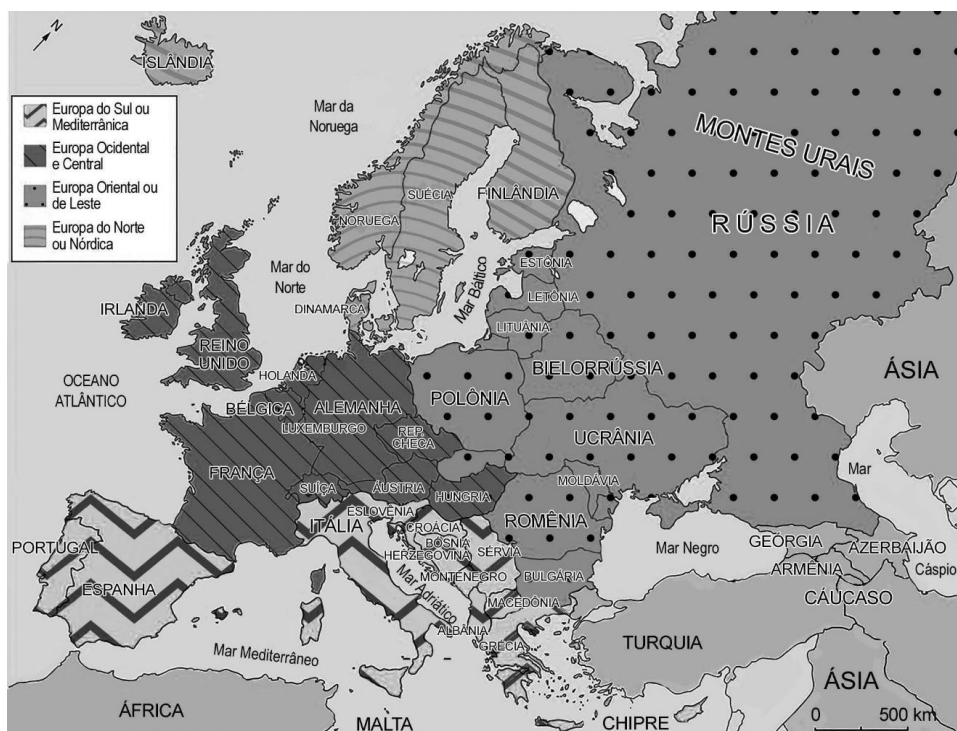 N
ISLÂNDIA
Europa do Sul ou
Mediterrânica
Europa Ocidental
e Central
Europa Oriental ou
de Leste
Europa do Norte
ou Nórdica
Mar da
Noruega
MONTES URAIS
RÚSSIA
SUÉCIA
FINLÂNDIA
NORUEGA
Mar do
Norte
Mar Báltico
ESTÔNIA
LETÔNIA
DINAMARCA
LITUÂNIA
IRLANDA
REINO
UNIDO
HOLANDA
BIELORRÚSSIA
ÁSIA
OCEANO
ATLÂNTICO
POLÔNIA
BÉLGICA
ALEMANHA
LUXEMBURGO
REP.
CHECA
UCRÂNIA
FRANÇA
SUÍÇA
ÁUSTRIA
HUNGRIA
MOLDÁVIA
Mar
Cáspio
ESLOVENIA
ITÁLIA
CROÁCIA
BÓSNIA
HERZEGOVINA
SÉRVIA
ROMÊNIA
Mar Negro
GEORGIA
AZERBAIJÃO
ARMÊNIA
CÁUCASO
PORTUGAL
ESPANHA
Mar
Adriático
MONTENEGRO
BULGÁRIA
MACEDÔNIA
ALBÂNIA
GRÉCIA
TURQUIA
Mar Mediterrâneo
ÁFRICA
MALTA
CHIPRE
ÁSIA
0 500 km